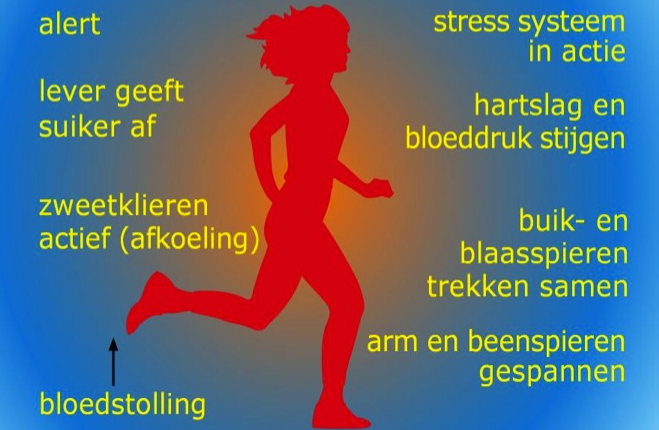 alert
lever geeft
suiker af
zweetklieren
actief (afkoeling)
bloedstolling
stress systeem
in actie
hartslag en
bloeddruk stijgen
buik- en
blaasspieren
trekken samen
arm en beenspieren
gespannen